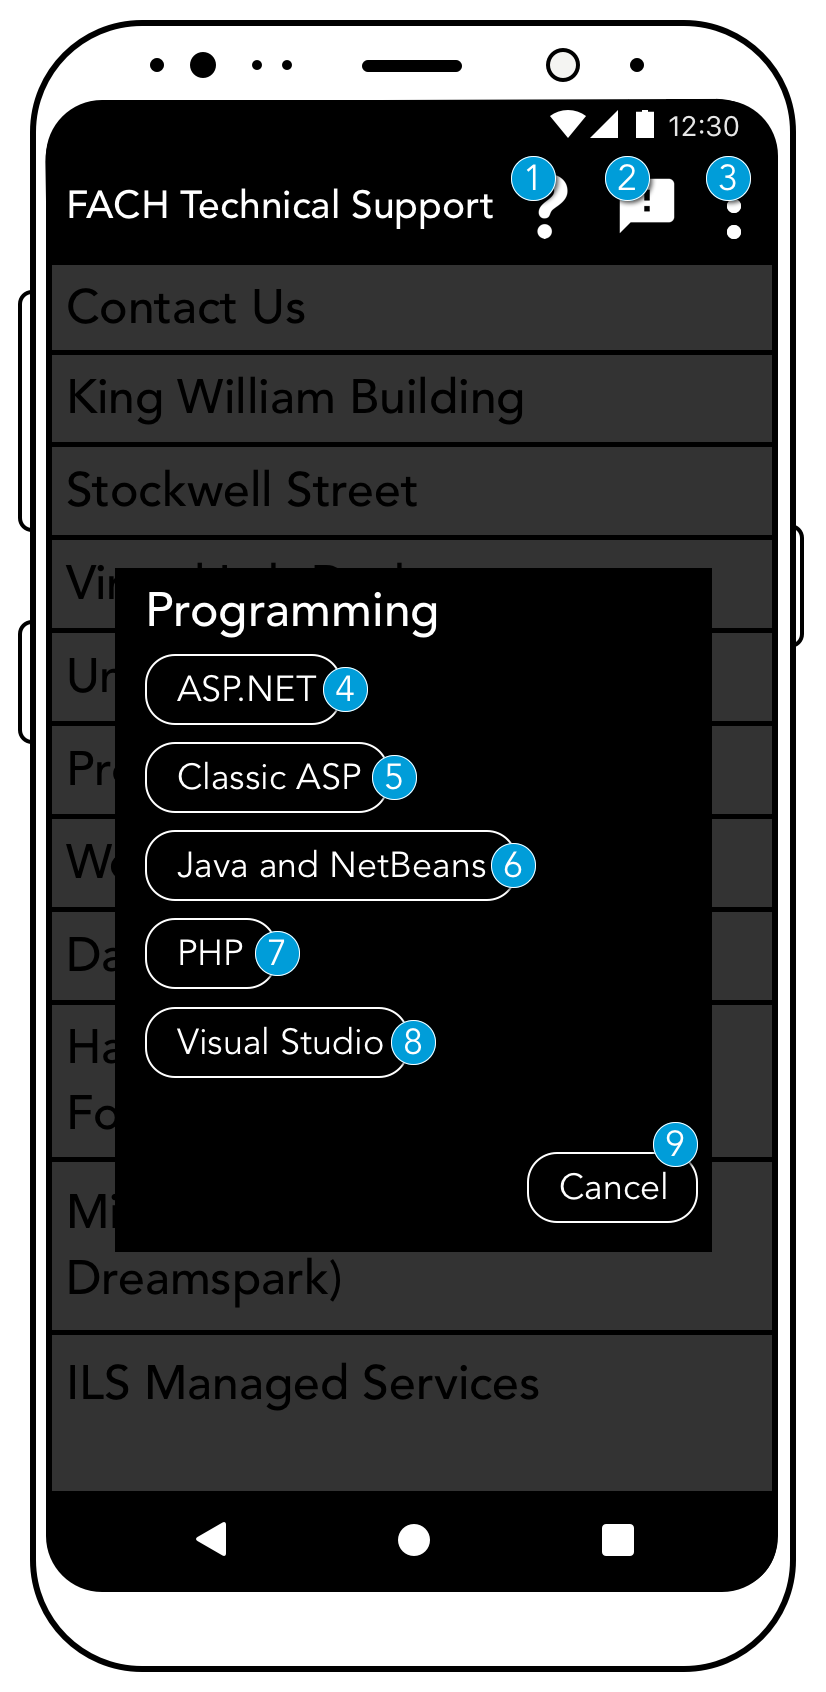 12:30
1 2 3
FACH Technical Support
Contact Us
King William Building
Stockwell Street
Programming
ASP.NET 4
Classic ASP 5
Java and NetBeans 6
PHP 7
Visual Studio 8
9
Cancel
Dreamspark)
ILS Managed Services